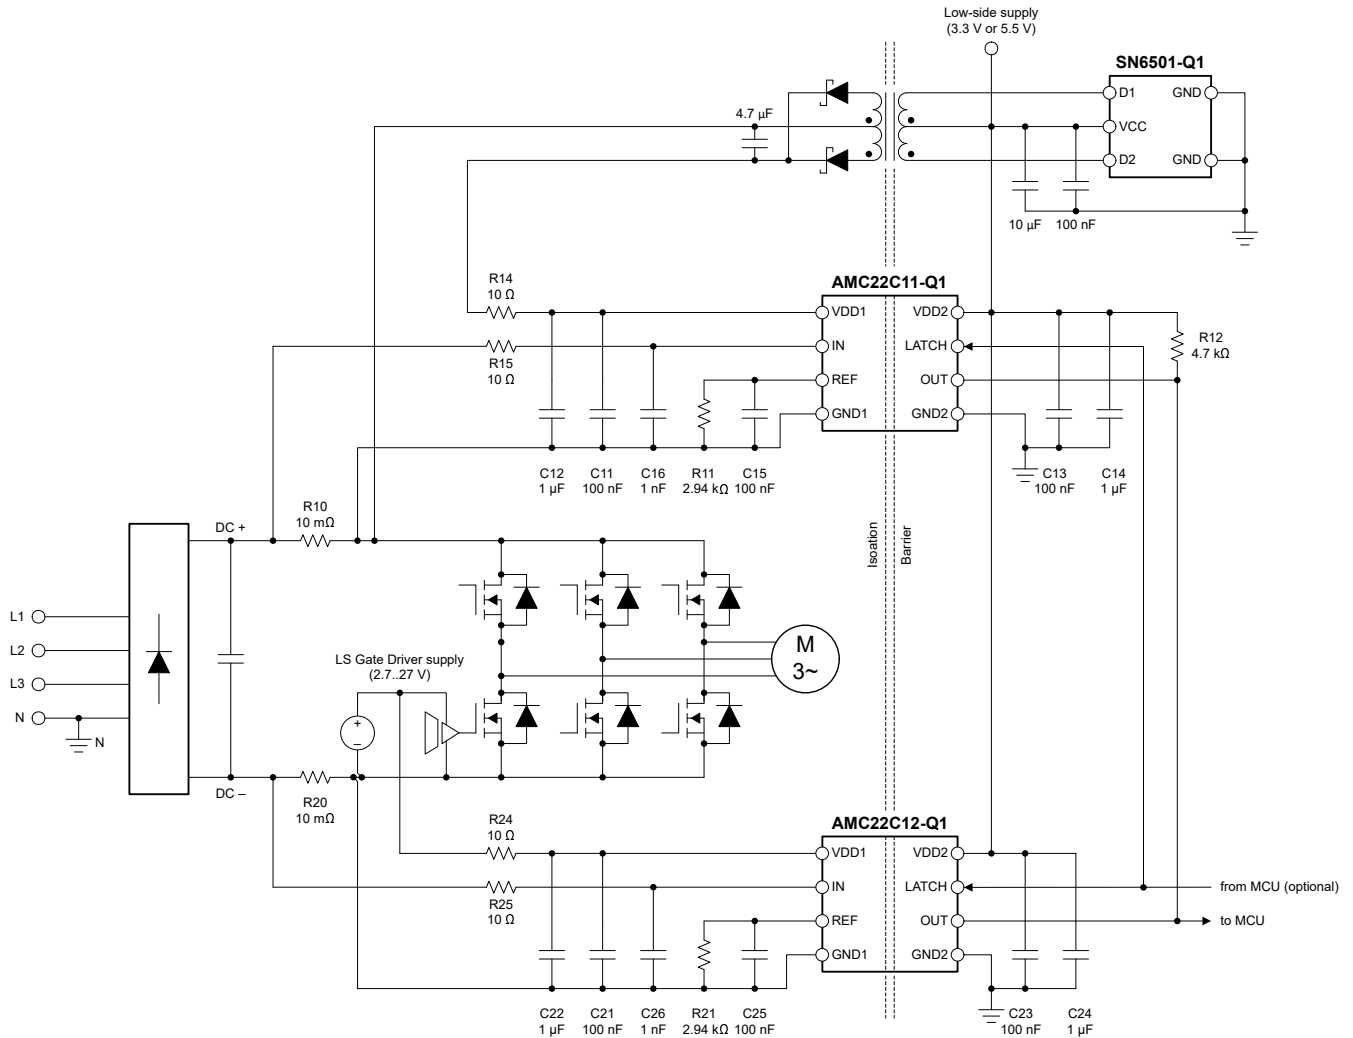 Low-side supply
(3.3 V or 5.5 V)
SN6501-Q1
D1
GND
4.7 µF
VCC
D2
GND
10 µF
100 nF
AMC22C11-Q1
R14
10 Ω
VDD1
VDD2
R12
4.7 kΩ
IN
LATCH
R15
10 Ω
REF
OUT
GND1
GND2
C12
1 µF
C11
100 nF
C16
1 nF
R11
2.94 kΩ
C15
100 nF
C13
100 nF
C14
1 µF
R10
10 mΩ
DC +
Isoation
Barrier
L1
L2
L3
N
N
LS Gate Driver supply
(2.7..27 V)
+
–
M
3~
DC –
R20
10 mΩ
AMC22C12-Q1
R24
10 Ω
VDD1
VDD2
IN
LATCH
from MCU (optional)
R25
10 Ω
REF
OUT
to MCU
GND1
GND2
C22
1 µF
C21
100 nF
C26
1 nF
R21
2.94 kΩ
C25
100 nF
C23
100 nF
C24
1 µF